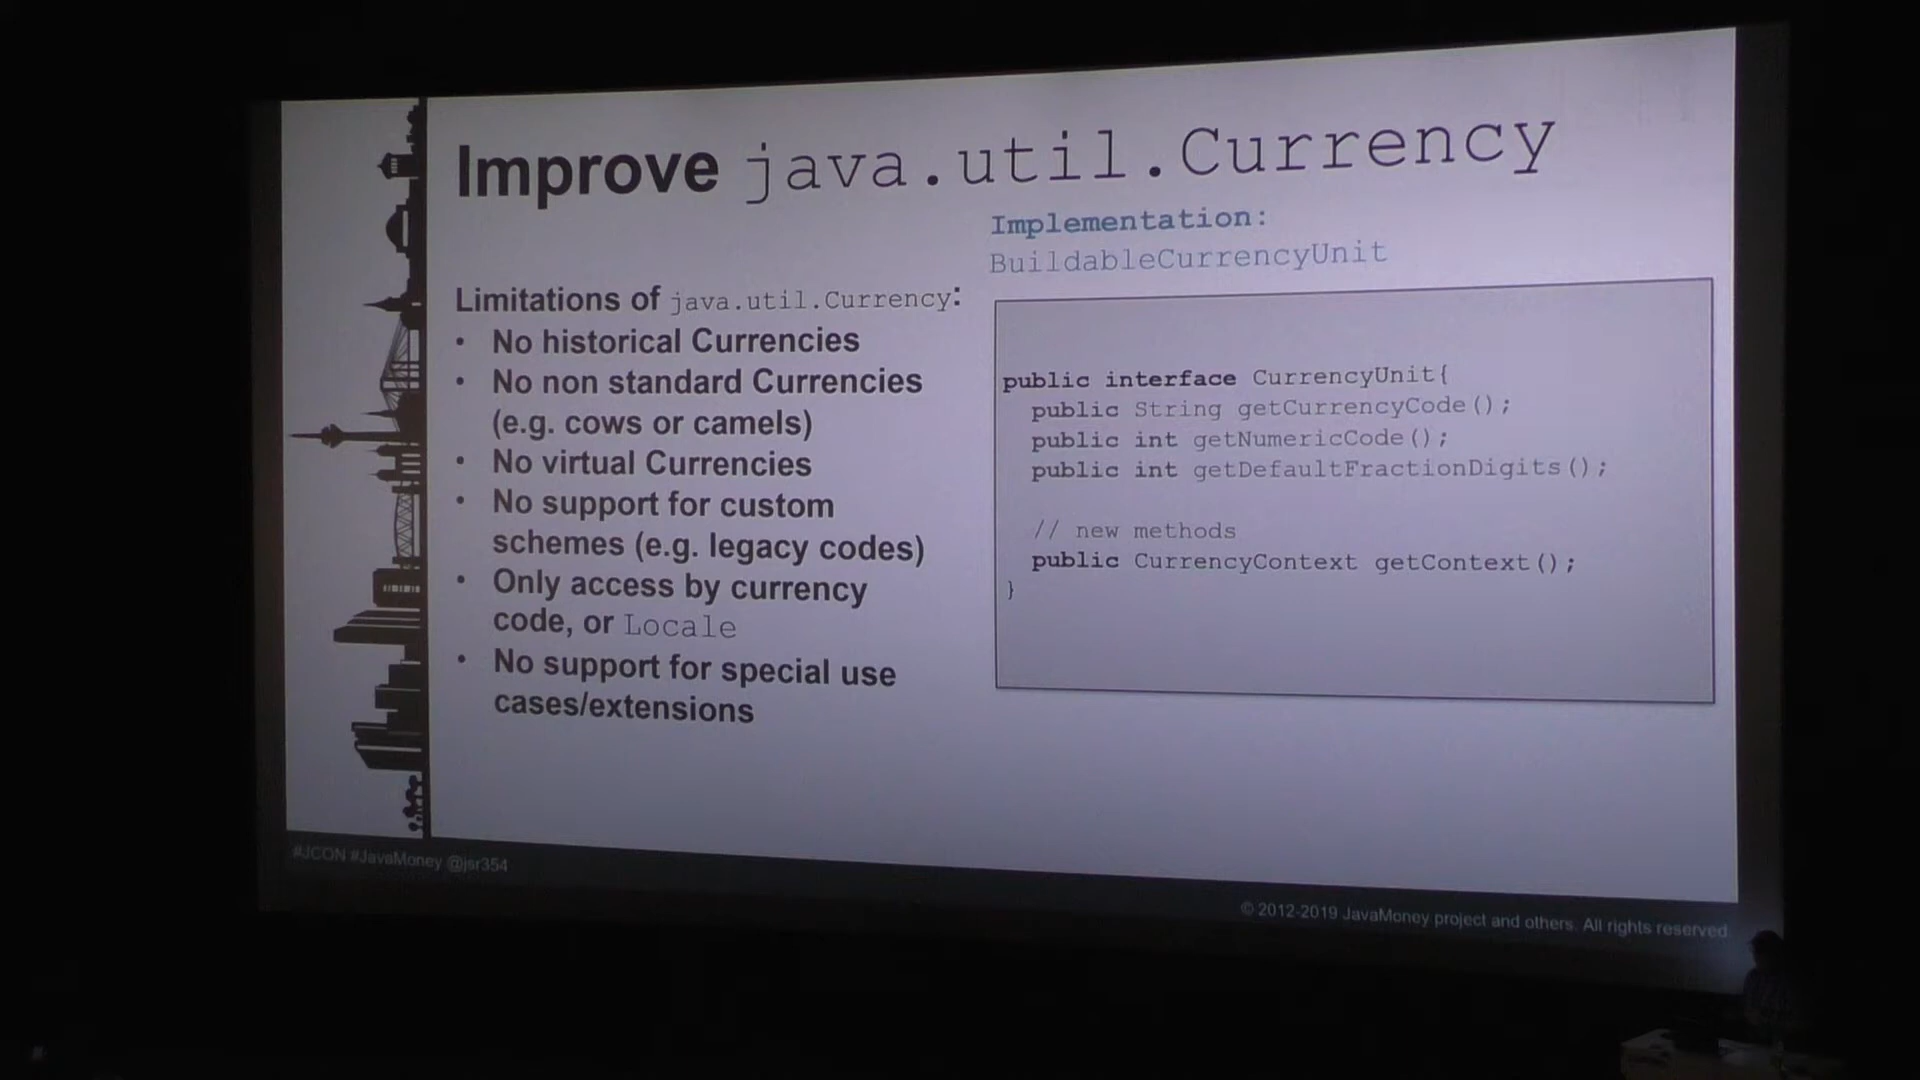 Improve java.util.Currency
Implementation:
BuildableCurrencyUnit
Limitations of java.util.Currency:
• No historical Currencies
• No non standard Currencies
(e.g. cows or camels)
• No virtual Currencies
• No support for custom
schemes (e.g. legacy codes)
• Only access by currency
code, or Locale
• No support for special use
cases/extensions
public interface CurrencyUnit{
public String getCurrencyCode();
public int getNumericCode();
public int getDefaultFractionDigits();
// new methods
public CurrencyContext getContext();
}
#JCON #JavaMoney @jsr354
© 2012-2019 JavaMoney project and others. All rights reserved.